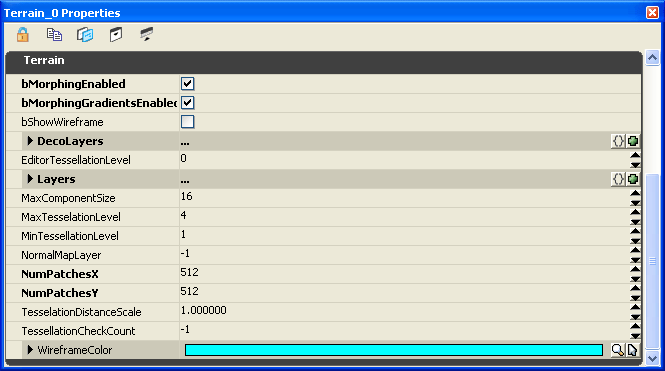 Terrain_0 Properties
Terrain
bMorphingEnabled
bMorphingGradientsEnabled
bShowWireframe
DecoLayers ...
EditorTessellationLevel 0
Layers ...
MaxComponentSize 16
MaxTesselationLevel 4
MinTessellationLevel 1
NormalMapLayer -1
NumPatchesX 512
NumPatchesY 512
TesselationDistanceScale 1.000000
TessellationCheckCount -1
WireframeColor